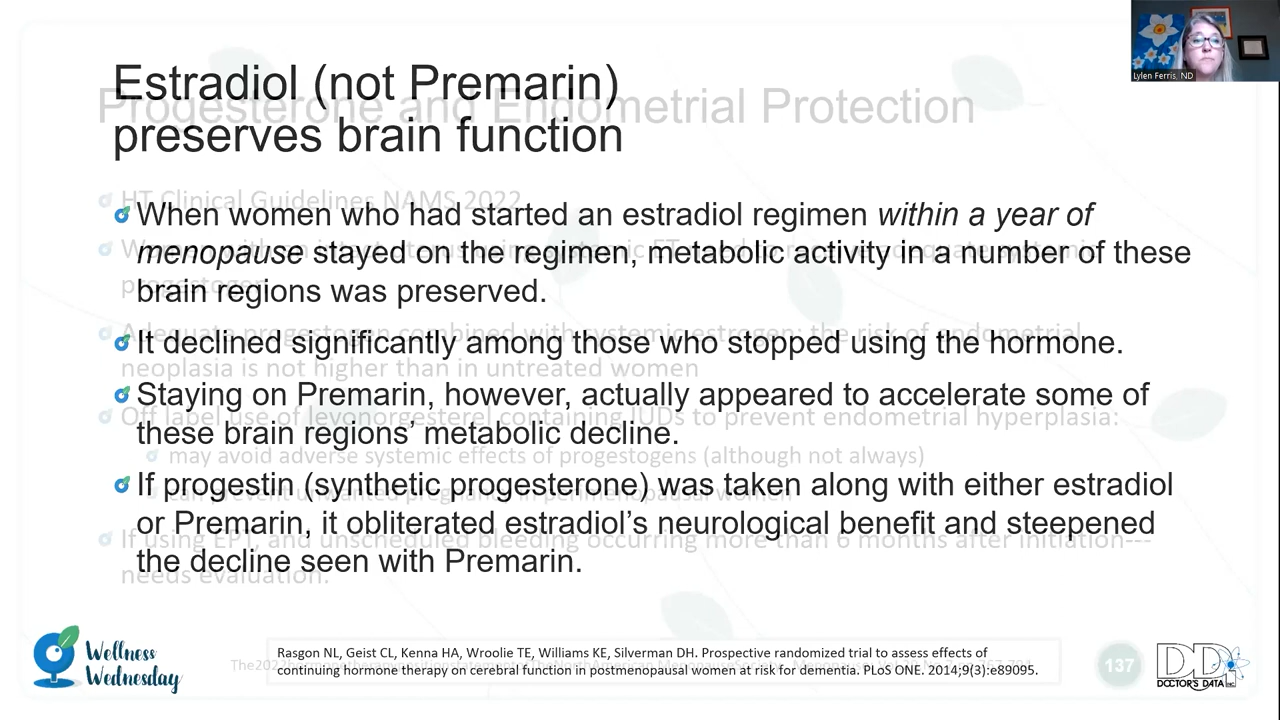 Lylen Ferris, ND
Estradiol (not Premarin)
preserves brain function
Progesterone and Endometrial Protection
HT Clinical Guidelines NAMS 2022
When women who had started an estradiol regimen within a year of
menopause stayed on the regimen, metabolic activity in a number of these
brain regions was preserved.
Adequate progestogen combined with systemic estrogen: the risk of endometrial
neoplasia is not higher than in untreated women
It declined significantly among those who stopped using the hormone.
Staying on Premarin, however, actually appeared to accelerate some of
these brain regions' metabolic decline.
Off label use of levonorgesterel containing IUDs to prevent endometrial hyperplasia:
may avoid adverse systemic effects of progestogens (although not always)
If progestin (synthetic progesterone) was taken along with either estradiol
or Premarin, it obliterated estradiol's neurological benefit and steepened
the decline seen with Premarin.
If using EPT, and unscheduled bleeding occurring more than 6 months after initiation---
needs evaluation.
Wellness
Wednesday
Rasgon NL, Geist CL, Kenna HA, Wroolie TE, Williams KE, Silverman DH. Prospective randomized trial to assess effects of
continuing hormone therapy on cerebral function in postmenopausal women at risk for dementia. PLoS ONE. 2014;9(3):e89095.
137
DOCTOR'S DATA INC.